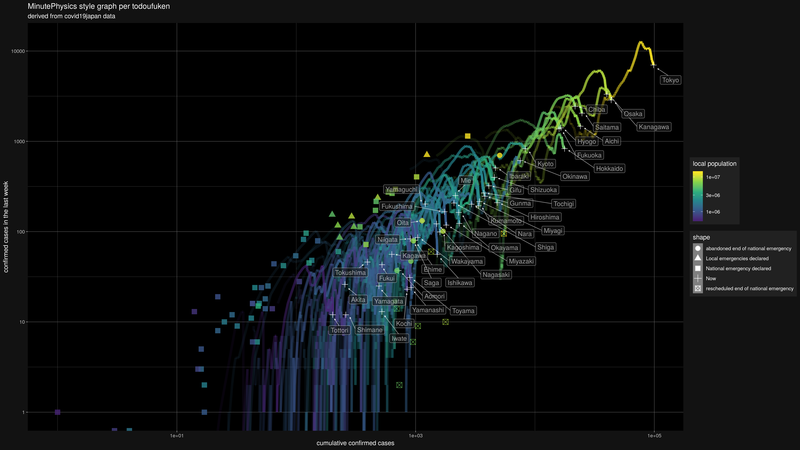 MinutePhysics style graph per todoufuken
derived from covid19japan data
confirmed cases in the last week
10000
1000
100
10
1
1e+01
1e+03
1e+05
cumulative confirmed cases
Tokyo
Chiba
Osaka
Kanagawa
Saitama
Hyogo
Aichi
Fukuoka
Hokkaido
Kyoto
Okinawa
Mie
Ibaraki
Yamaguchi
Gifu
Shizuoka
Fukushima
Gunma
Tochigi
Oita
Kumamoto
Hiroshima
Niigata
Nagano
Nara
Miyagi
Kagoshima
Okayama
Shiga
Kagawa
Wakayama
Miyazaki
Tokushima
Ehime
Nagasaki
Fukui
Saga
Ishikawa
Akita
Yamagata
Aomori
Yamanashi
Toyama
Kochi
Tottori
Shimane
Iwate
local population
1e+07
3e+06
1e+06
shape
abandoned end of national emergency
Local emergencies declared
National emergency declared
Now
rescheduled end of national emergency